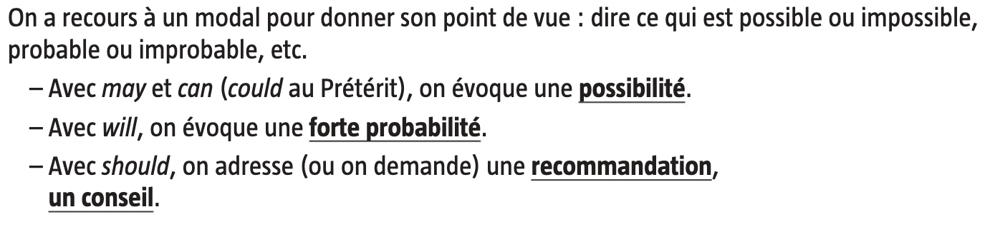 On a recours à un modal pour donner son point de vue : dire ce qui est possible ou impossible,
probable ou improbable, etc.
– Avec may et can (could au Prétérit), on évoque une possibilité.
– Avec will, on évoque une forte probabilité.
– Avec should, on adresse (ou on demande) une recommandation,
un conseil.